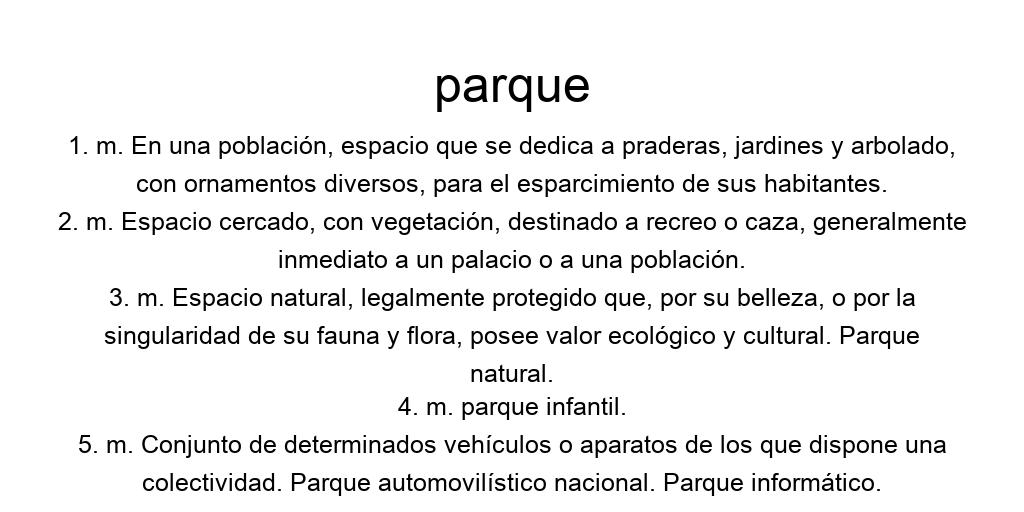 parque
1. m. En una población, espacio que se dedica a praderas, jardines y arbolado,
con ornamentos diversos, para el esparcimiento de sus habitantes.
2. m. Espacio cercado, con vegetación, destinado a recreo o caza, generalmente
inmediato a un palacio o a una población.
3. m. Espacio natural, legalmente protegido que, por su belleza, o por la
singularidad de su fauna y flora, posee valor ecológico y cultural. Parque
natural.
4. m. parque infantil.
5. m. Conjunto de determinados vehículos o aparatos de los que dispone una
colectividad. Parque automovilístico nacional. Parque informático.